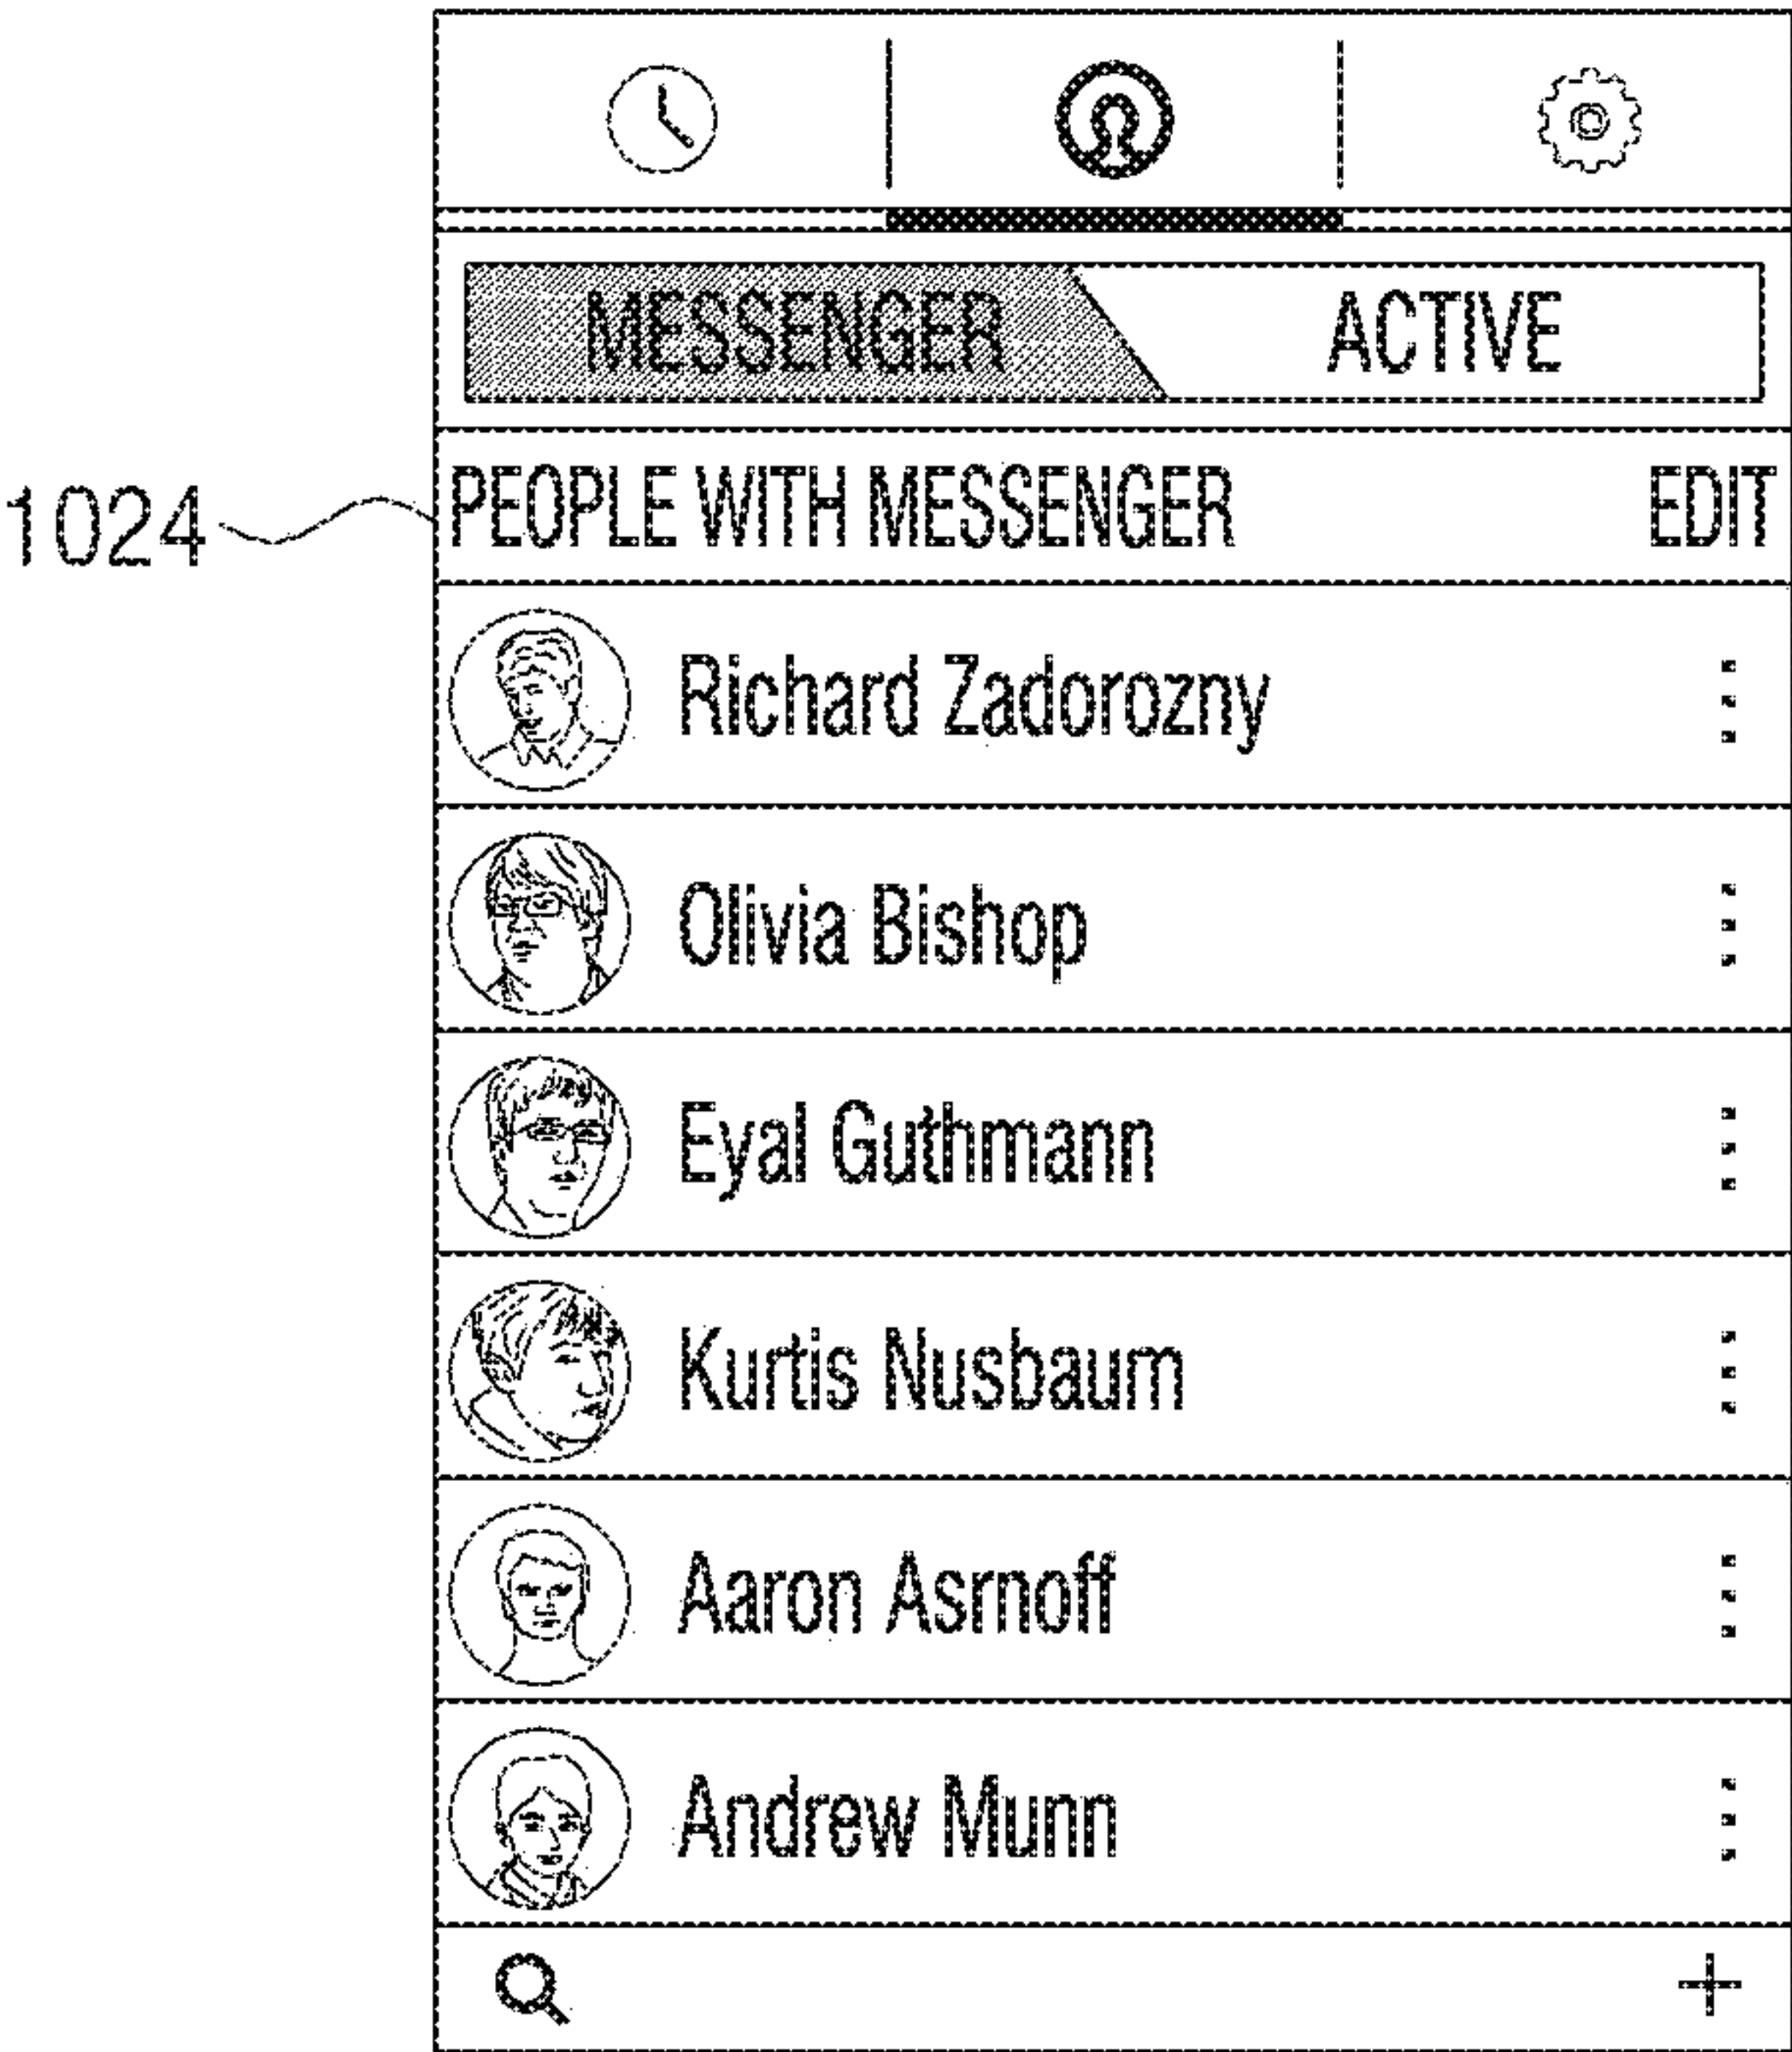 MESSENGER ACTIVE
1024 PEOPLE WITH MESSENGER EDIT
Richard Zadorozny
Olivia Bishop
Eyal Guthmann
Kurtis Nusbaum
Aaron Asrnoff
Andrew Munn